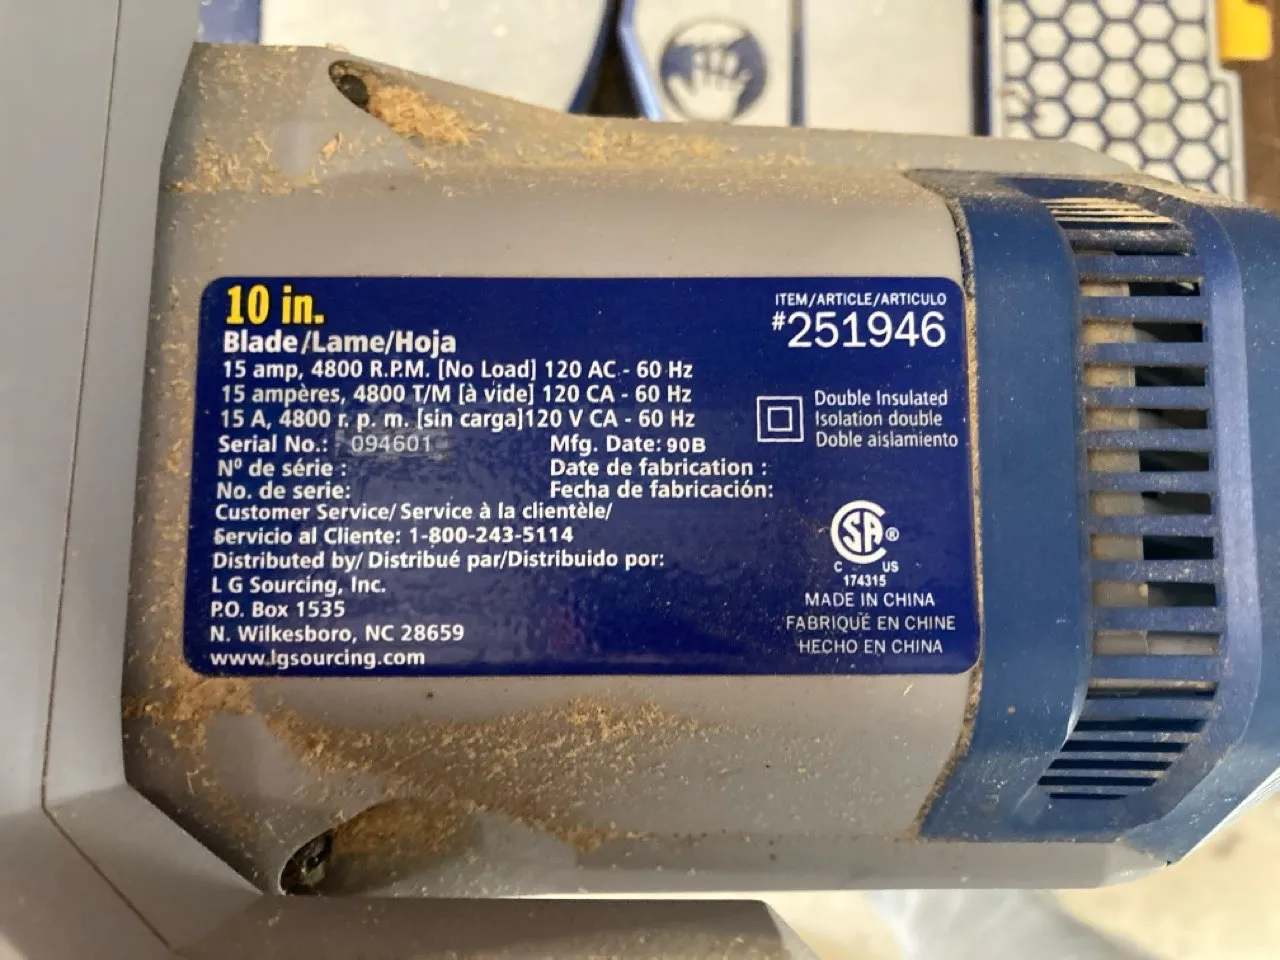 10 in.
Blade/Lame/Hoja
15 amp, 4800 R.P.M. [No Load] 120 AC - 60 Hz
15 ampères, 4800 T/M [à vide] 120 CA - 60 Hz
15 A, 4800 r. p. m. [sin carga]120 V CA - 60 Hz
Serial No.: 094601 Mfg. Date: 90B
Nº de série : Date de fabrication :
No. de serie: Fecha de fabricación:
Customer Service/ Service à la clientèle/
Servicio al Cliente: 1-800-243-5114
Distributed by/ Distribué par/Distribuido por:
L G Sourcing, Inc.
P.O. Box 1535
N. Wilkesboro, NC 28659
www.lgsourcing.com
ITEM/ARTICLE/ARTICULO
#251946
Double Insulated
Isolation double
Doble aislamiento
SA®
C US
174315
MADE IN CHINA
FABRIQUÉ EN CHINE
HECHO EN CHINA